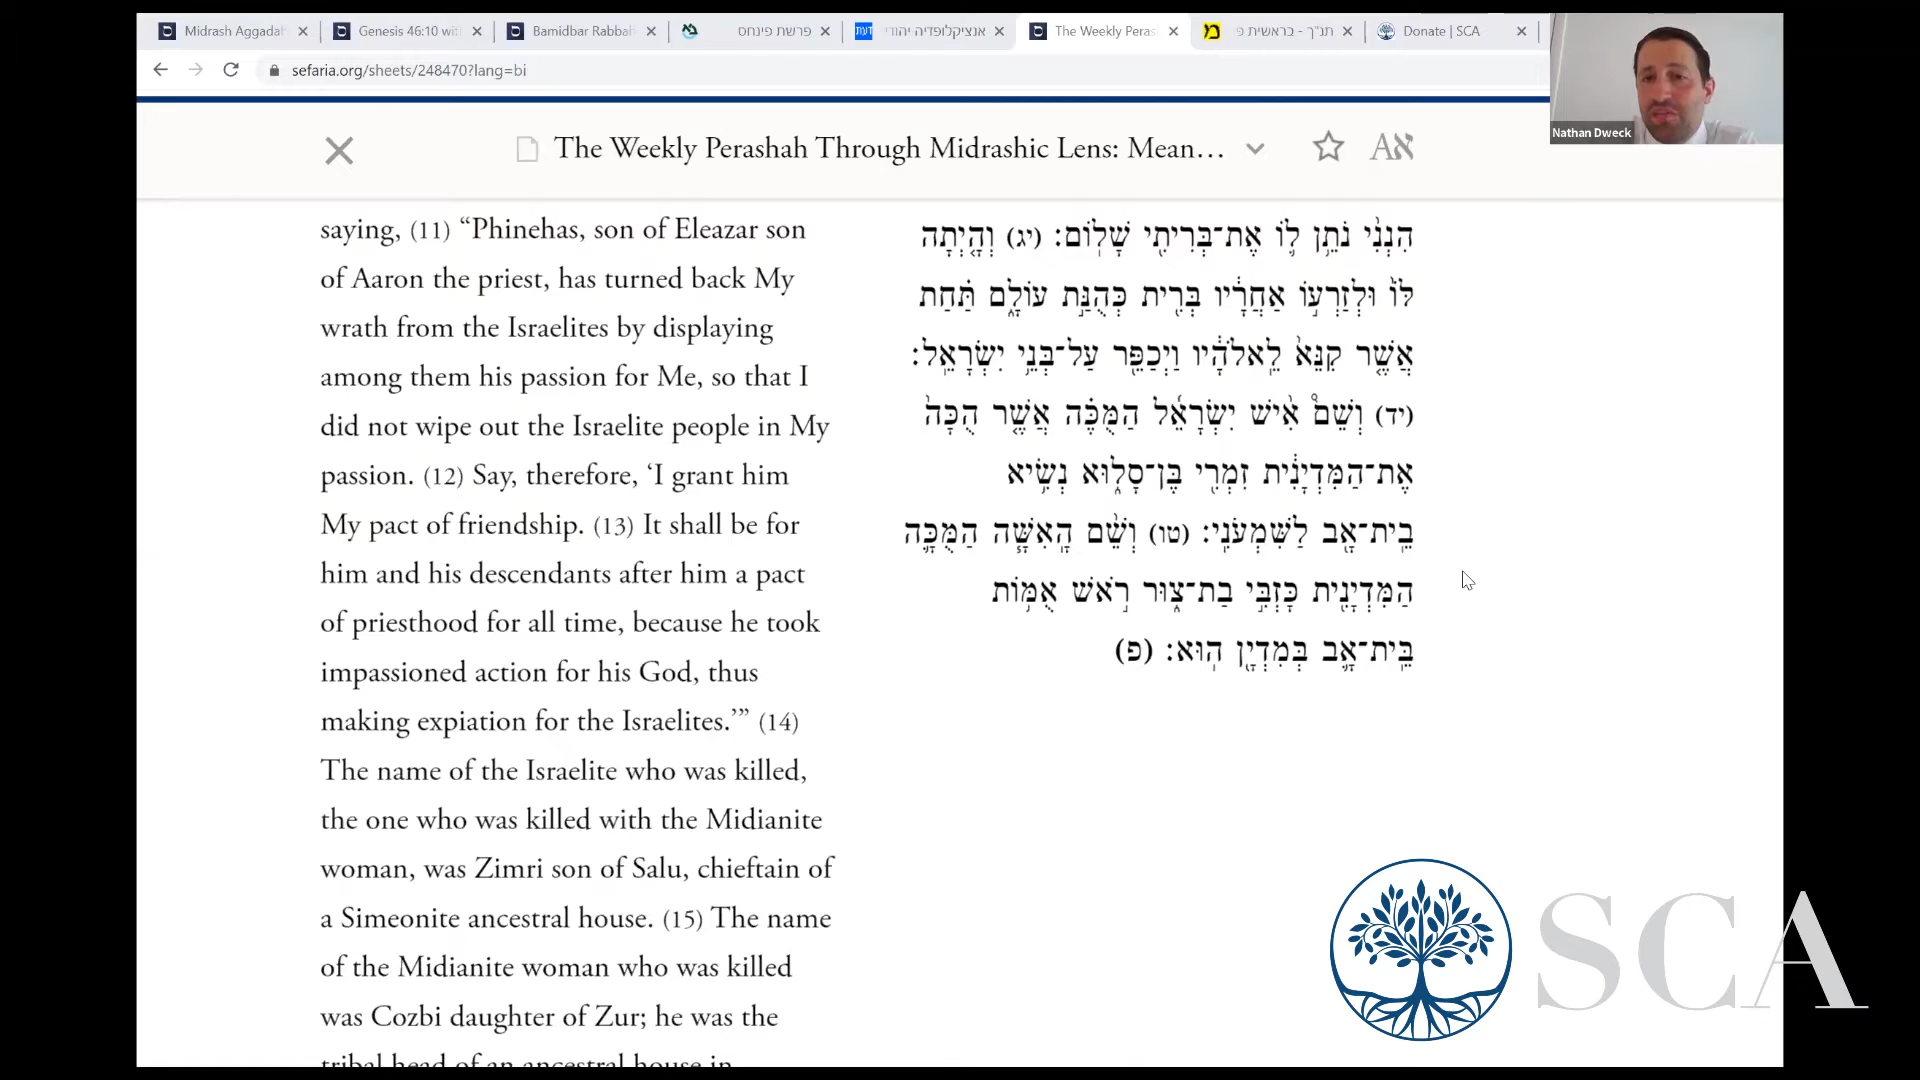 Midrash Aggadah
Genesis 46:10 wit
Bamidbar Rabbah
פרשת פינחס
אנציקלופדיה יהודי
The Weekly Peras
תנ"ך - בראשית פ
Donate | SCA
sefaria.org/sheets/248470?lang=bi
Nathan Dweck
The Weekly Perashah Through Midrashic Lens: Mean…
saying, (11) “Phinehas, son of Eleazar son
of Aaron the priest, has turned back My
wrath from the Israelites by displaying
among them his passion for Me, so that I
did not wipe out the Israelite people in My
passion. (12) Say, therefore, ‘I grant him
My pact of friendship. (13) It shall be for
him and his descendants after him a pact
of priesthood for all time, because he took
impassioned action for his God, thus
making expiation for the Israelites.’” (14)
The name of the Israelite who was killed,
the one who was killed with the Midianite
woman, was Zimri son of Salu, chieftain of
a Simeonite ancestral house. (15) The name
of the Midianite woman who was killed
was Cozbi daughter of Zur; he was the
tribal head of an ancestral house in
הִנְנִ֨י נֹתֵ֥ן ל֛וֹ אֶת־בְּרִיתִ֖י שָׁלֽוֹם׃ (יג) וְהָ֤יְתָה
לּוֹ֙ וּלְזַרְע֣וֹ אַחֲרָ֔יו בְּרִ֖ית כְּהֻנַּ֣ת עוֹלָ֑ם תַּ֗חַת
אֲשֶׁ֤ר קִנֵּא֙ לֵֽאלֹהָ֔יו וַיְכַפֵּ֖ר עַל־בְּנֵ֥י יִשְׂרָאֵֽל׃
(יד) וְשֵׁם֩ אִ֨ישׁ יִשְׂרָאֵ֜ל הַמֻּכֶּ֗ה אֲשֶׁ֤ר הֻכָּה֙
אֶת־הַמִּדְיָנִ֔ית זִמְרִ֖י בֶּן־סָל֑וּא נְשִׂ֥יא
בֵֽית־אָ֖ב לַשִּׁמְעֹנִֽי׃ (טו) וְשֵׁ֨ם הָֽאִשָּׁ֧ה הַמֻּכָּ֛ה
הַמִּדְיָנִ֖ית כָּזְבִּ֣י בַת־צ֑וּר רֹ֣אשׁ אֻמּ֥וֹת
בֵּֽית־אָ֛ב בְּמִדְיָ֖ן הֽוּא׃ (פ)
SCA